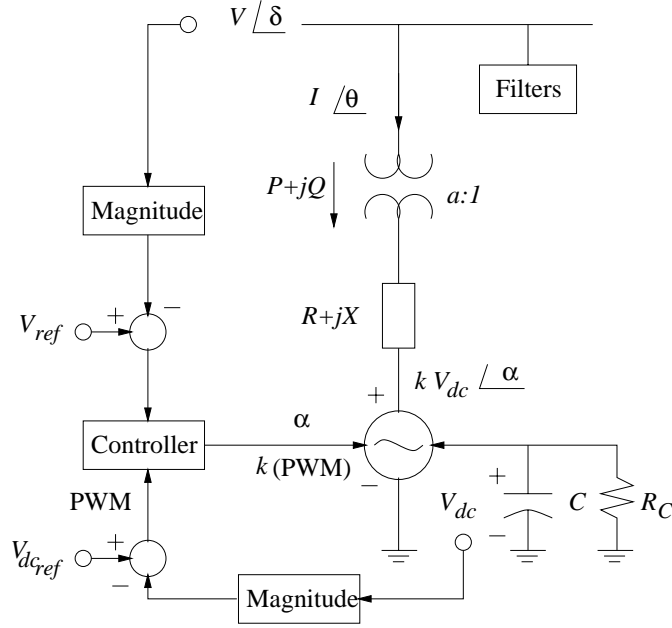 V /δ
I /θ
Filters
P+jQ
a:1
Magnitude
+
−
V_ref
R+jX
+
k V_dc /α
Controller
α
k (PWM)
−
PWM
V_dc
+
−
C
R_C
V_dc_ref
+
−
Magnitude